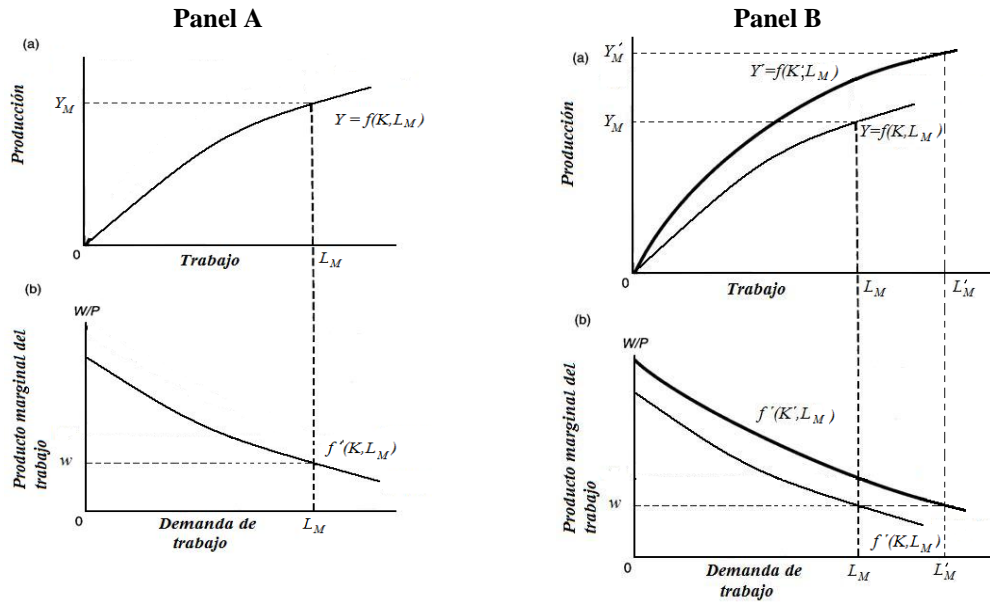 Panel A
(a)
Producción
Y_M
Y = f(K,L_M)
0
Trabajo
L_M
(b)
W/P
Producto marginal del
trabajo
w
f´(K,L_M)
0
Demanda de
trabajo
L_M
Panel B
(a)
Producción
Y´_M
Y´=f(K´,L_M)
Y_M
Y=f(K,L_M)
0
Trabajo
L_M
L´_M
(b)
W/P
Producto marginal del
trabajo
f´(K´,L_M)
w
f´(K,L_M)
0
Demanda de
trabajo
L_M
L´_M